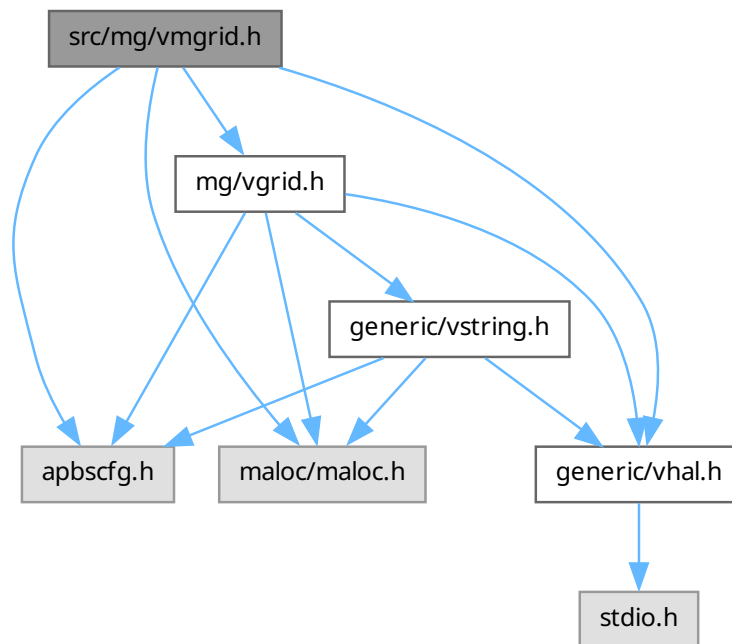 src/mg/vmgrid.h
mg/vgrid.h
generic/vstring.h
apbscfg.h
maloc/maloc.h
generic/vhal.h
stdio.h